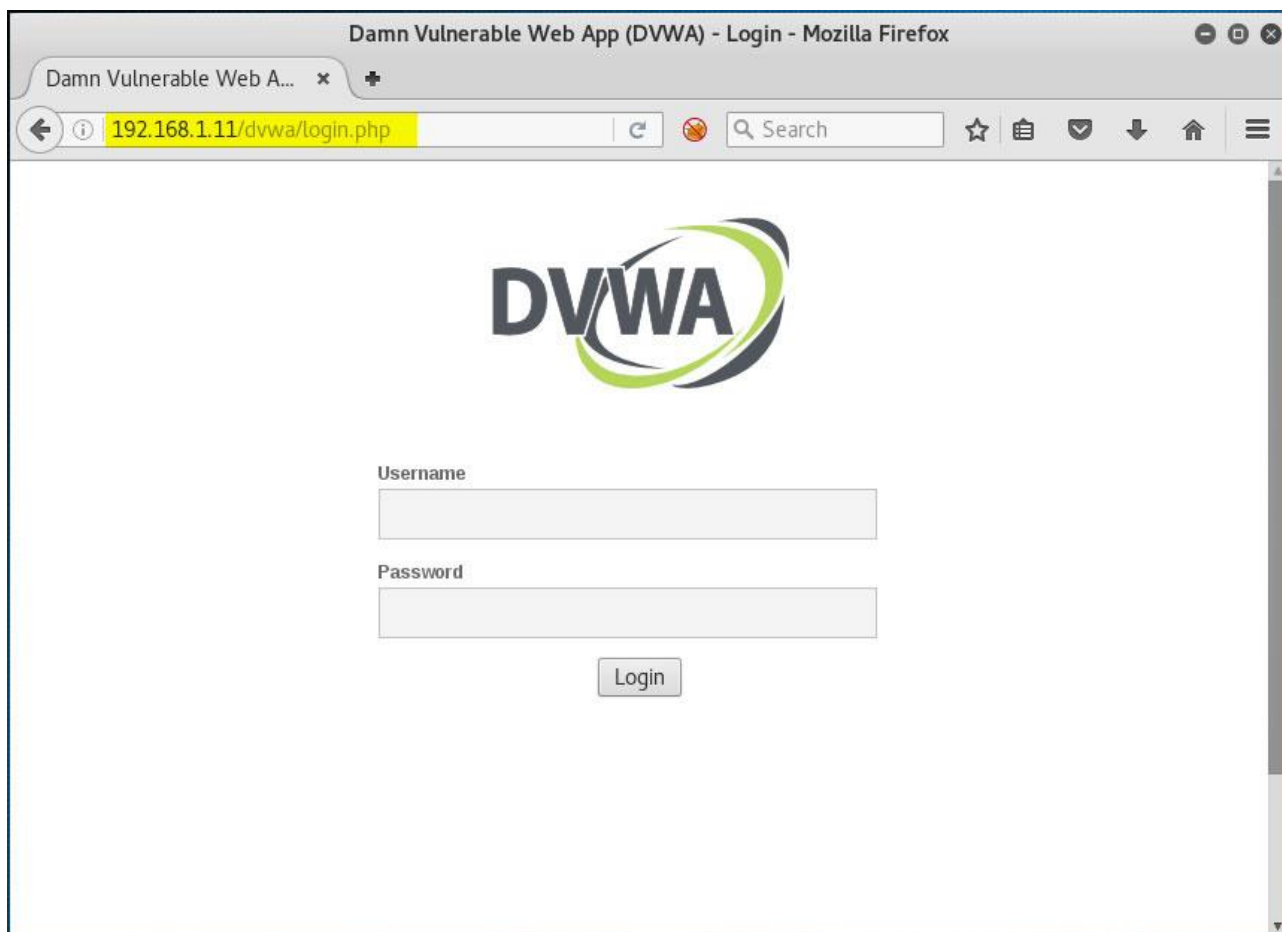 Damn Vulnerable Web App (DVWA) - Login - Mozilla Firefox
Damn Vulnerable Web A...
192.168.1.11/dvwa/login.php
Search
DVWA
Username
Password
Login